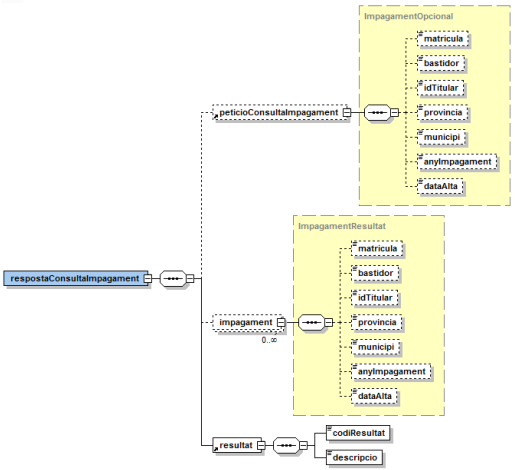 ImpagamentOpcional
matricula
bastidor
idTitular
peticioConsultaImpagament
provincia
municipi
anyImpagament
dataAlta
ImpagamentResultat
matricula
bastidor
respostaConsultaImpagament
idTitular
impagament
provincia
0..∞
municipi
anyImpagament
dataAlta
codiResultat
resultat
descripcio